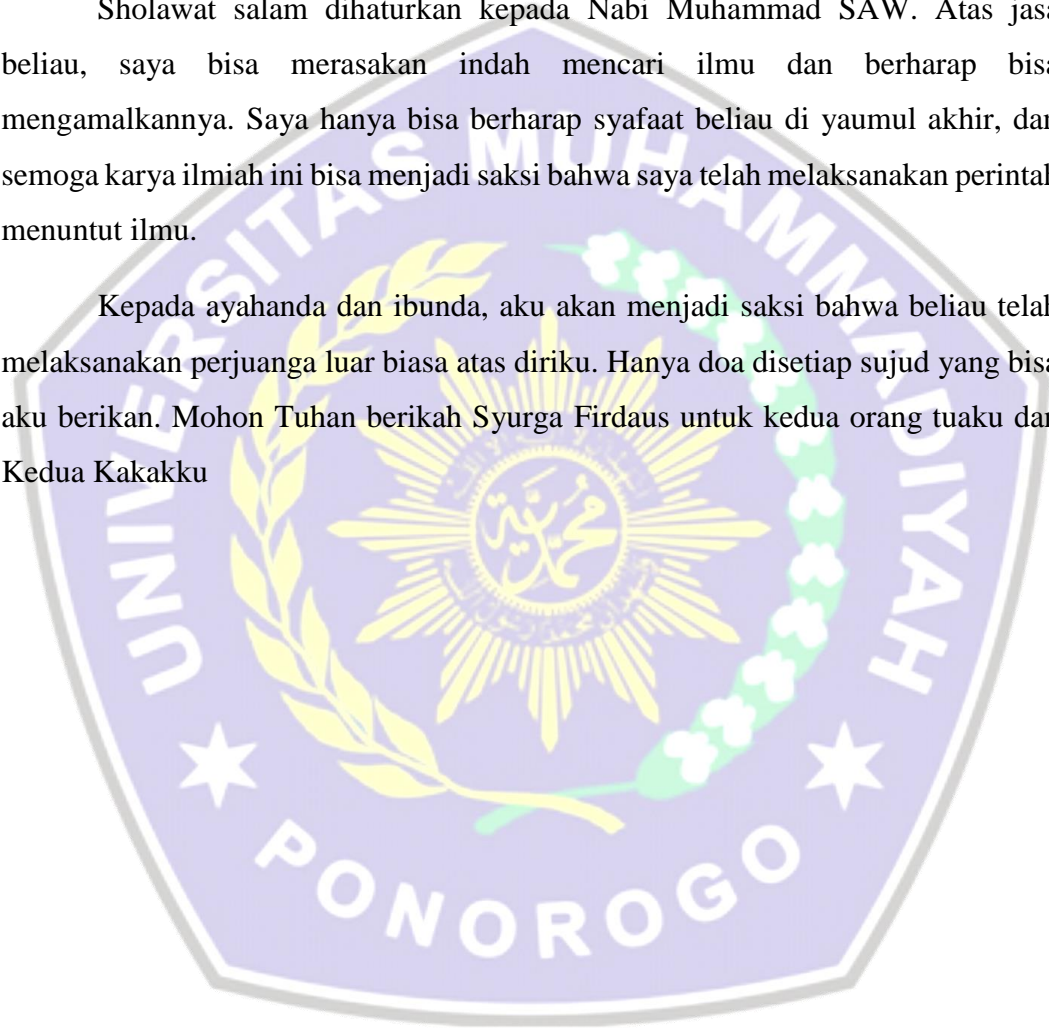 Sholawat salam dihaturkan kepada Nabi Muhammad SAW. Atas jasa
beliau, saya bisa merasakan indah mencari ilmu dan berharap bisa
mengamalkannya. Saya hanya bisa berharap syafaat beliau di yaumul akhir, dan
semoga karya ilmiah ini bisa menjadi saksi bahwa saya telah melaksanakan perintah
menuntut ilmu.
Kepada ayahanda dan ibunda, aku akan menjadi saksi bahwa beliau telah
melaksanakan perjuanga luar biasa atas diriku. Hanya doa disetiap sujud yang bisa
aku berikan. Mohon Tuhan berikah Syurga Firdaus untuk kedua orang tuaku dan
Kedua Kakakku
UNIVERSITAS MUHAMMADIYAH
محمدية
PONOROGO